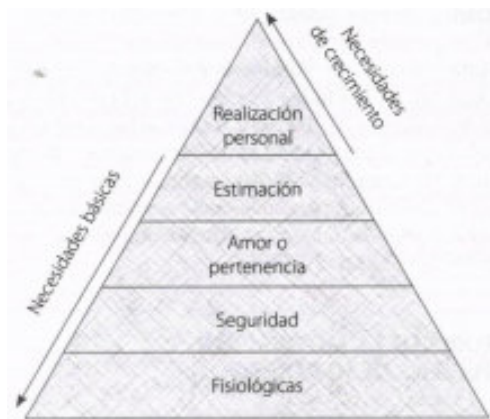 Necesidades
de crecimiento
Realización
personal
Estimación
Amor o
pertenencia
Seguridad
Fisiológicas
Necesidades básicas